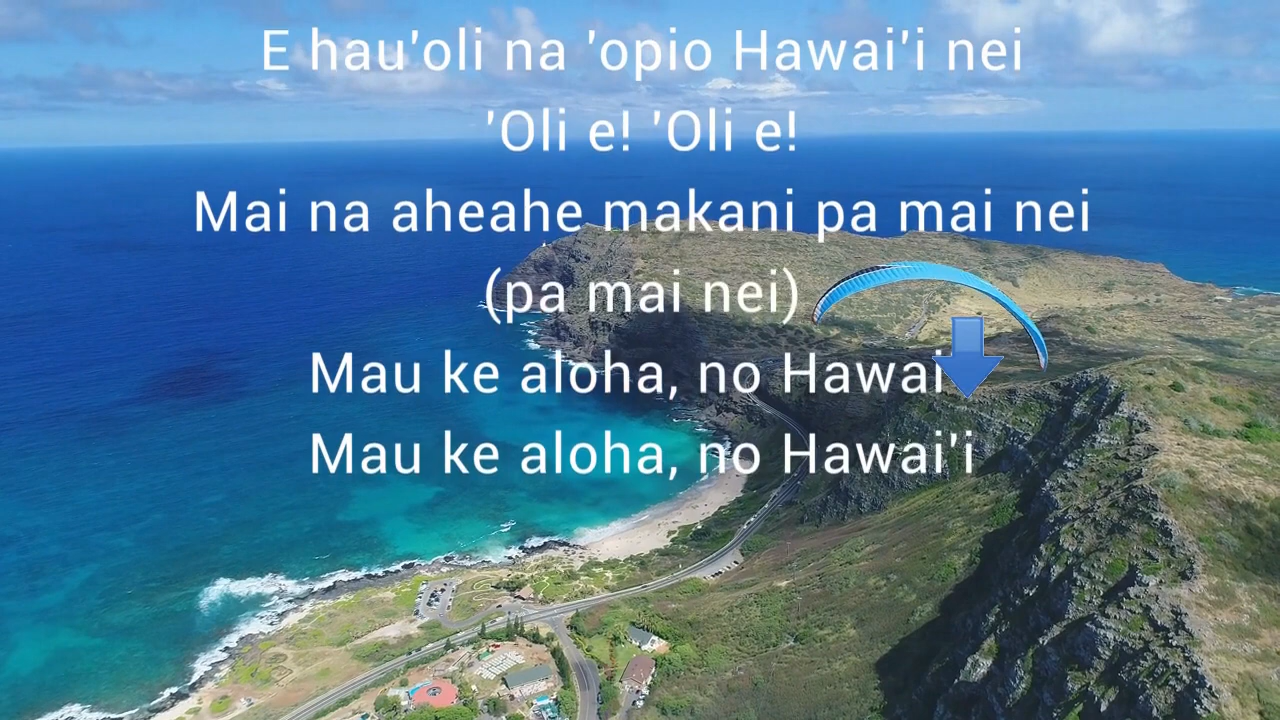 E hau'oli na 'opio Hawai'i nei
'Oli e! 'Oli e!
Mai na aheahe makani pa mai nei
(pa mai nei)
Mau ke aloha, no
Mau ke aloha, no Hawai'i